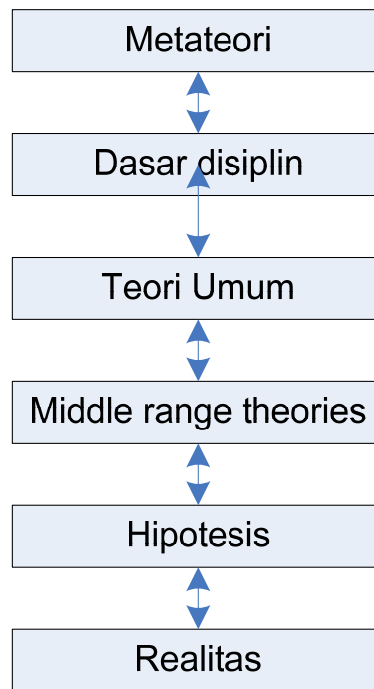 Metateori
Dasar disiplin
Teori Umum
Middle range theories
Hipotesis
Realitas